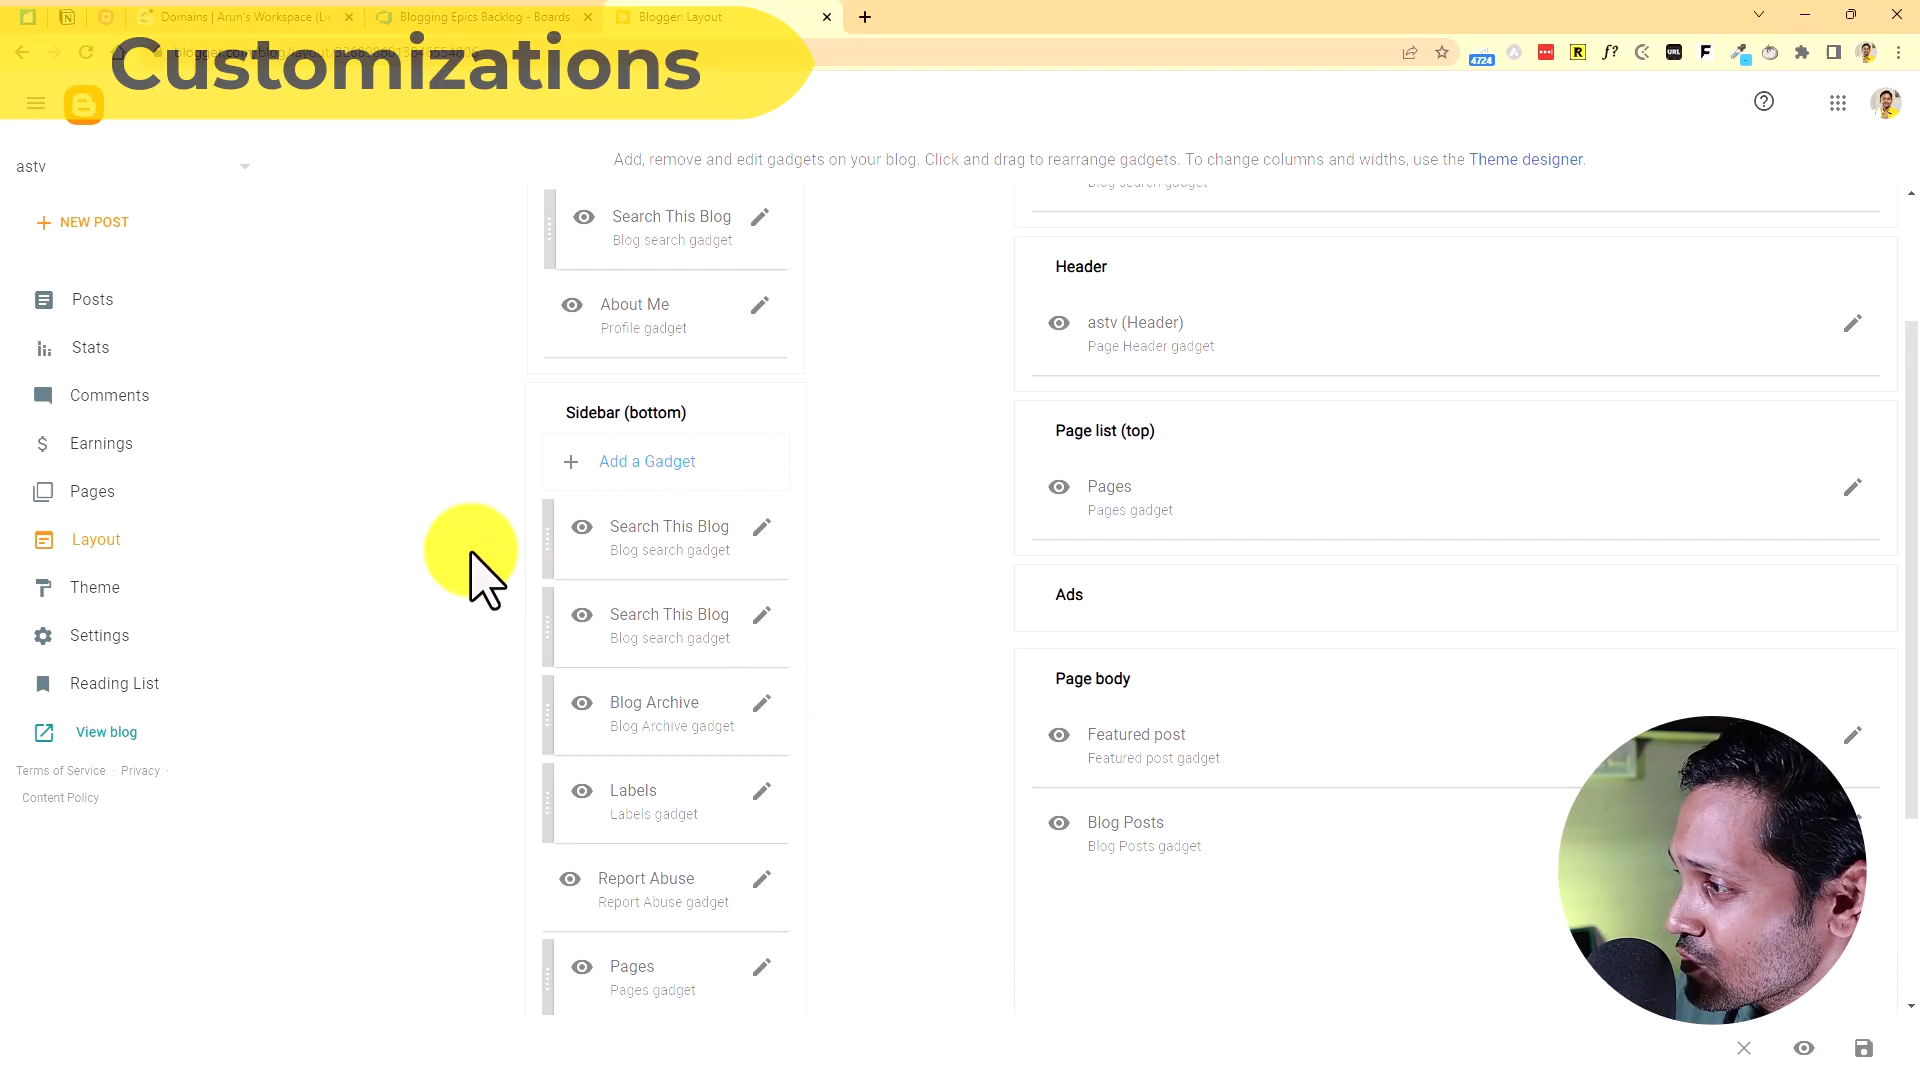 Domains | Arun's Workspace (Lis
Blogging Epics Backlog - Boards
Blogger: Layout
Customizations
4724
URL
R
f?
F
astv
Add, remove and edit gadgets on your blog. Click and drag to rearrange gadgets. To change columns and widths, use the Theme designer.
NEW POST
Posts
Stats
Comments
Earnings
Pages
Layout
Theme
Settings
Reading List
View blog
Terms of Service · Privacy ·
Content Policy
Search This Blog
Blog search gadget
About Me
Profile gadget
Sidebar (bottom)
Add a Gadget
Search This Blog
Blog search gadget
Search This Blog
Blog search gadget
Blog Archive
Blog Archive gadget
Labels
Labels gadget
Report Abuse
Report Abuse gadget
Pages
Pages gadget
Blog search gadget
Header
astv (Header)
Page Header gadget
Page list (top)
Pages
Pages gadget
Ads
Page body
Featured post
Featured post gadget
Blog Posts
Blog Posts gadget